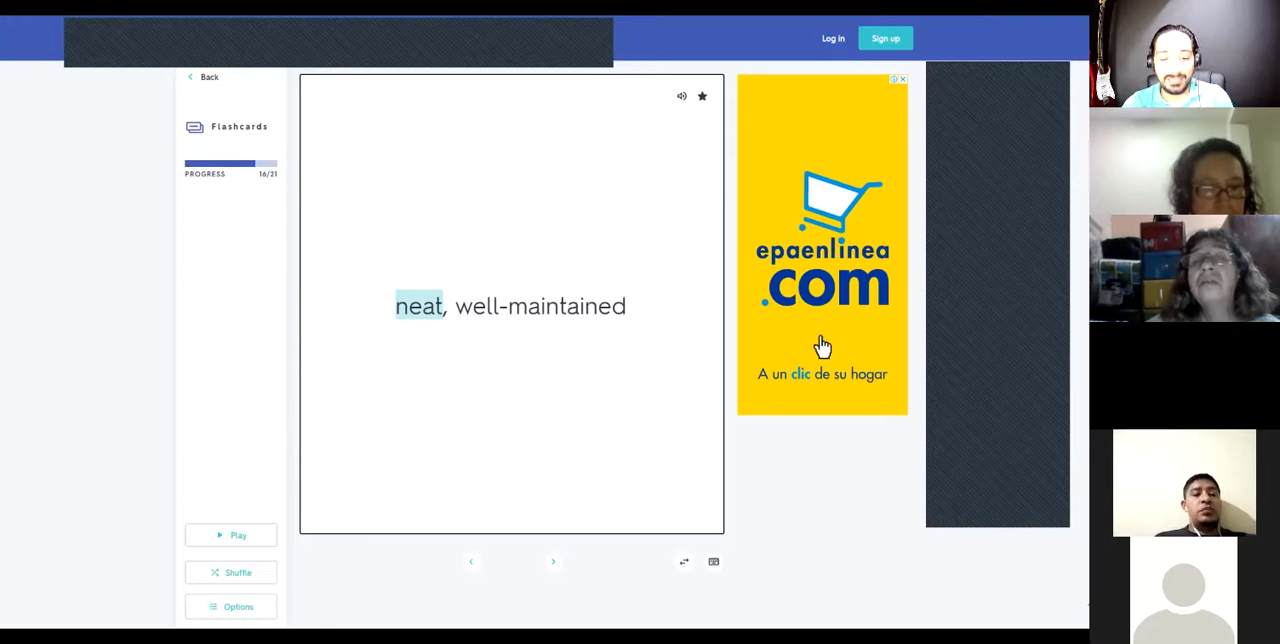 Log in
Sign up
Back
Flashcards
PROGRESS 16/21
neat, well-maintained
epaenlínea
.com
A un clic de su hogar
Play
Shuffle
Options